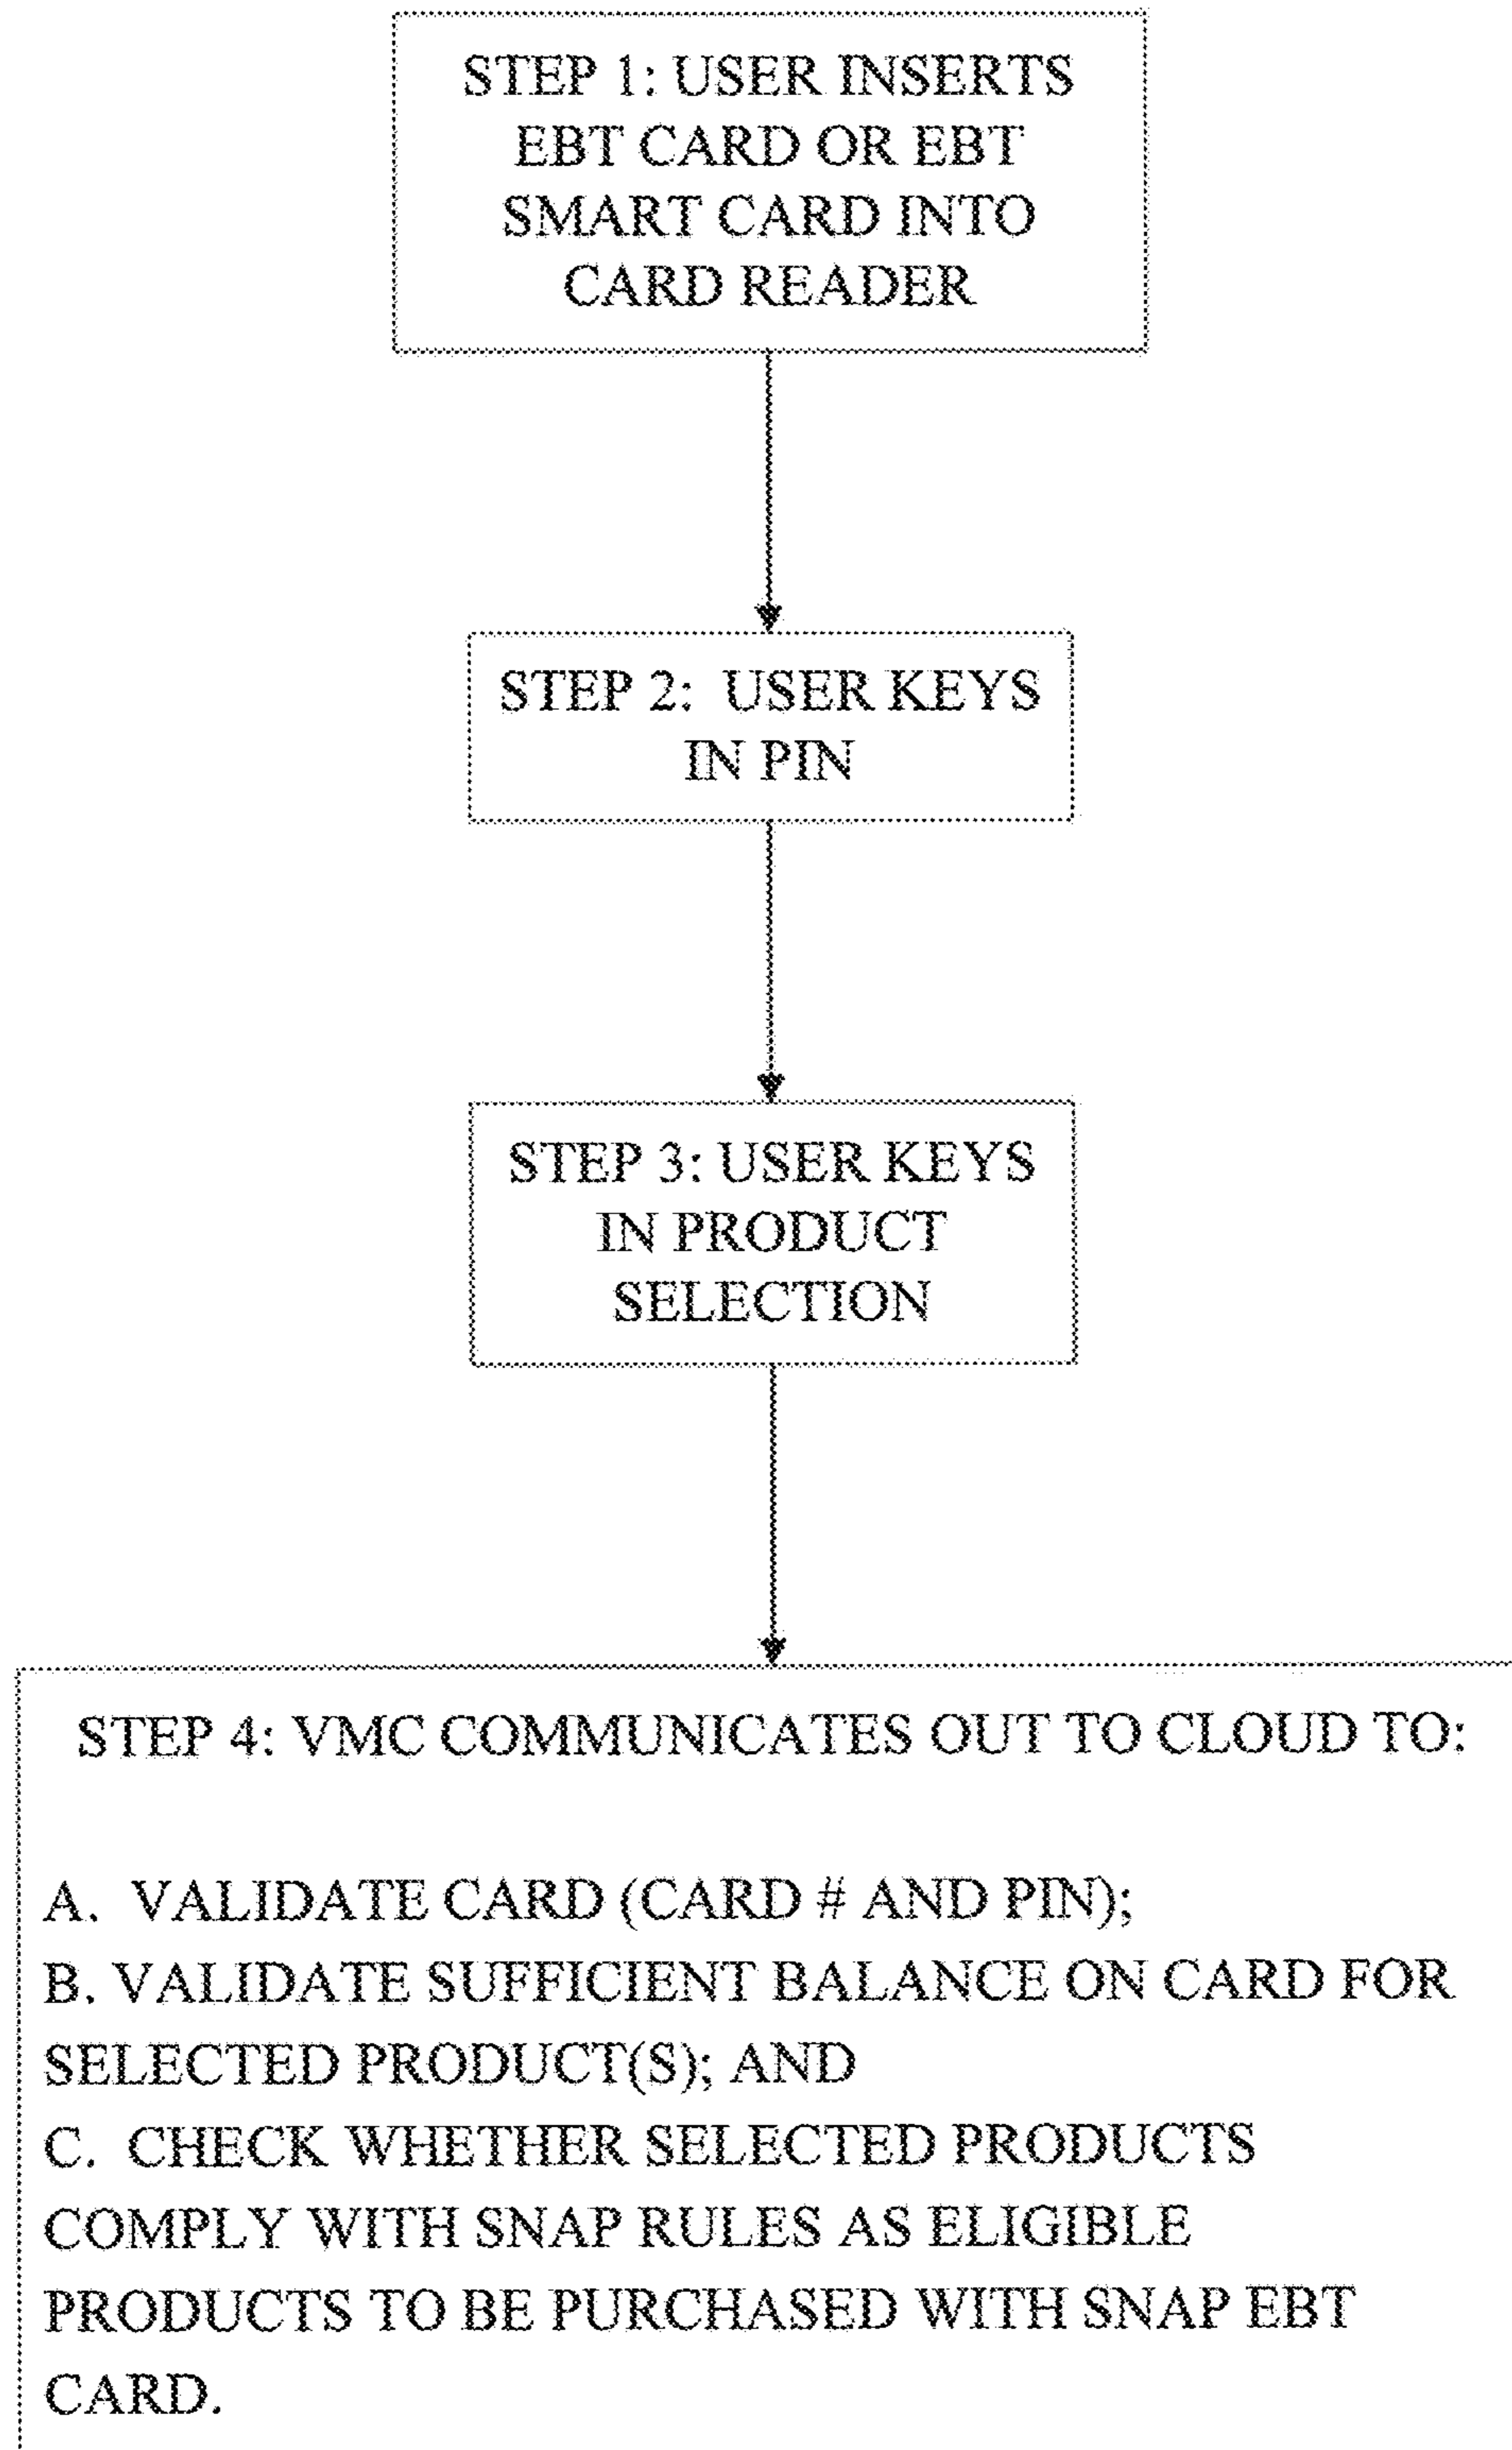 STEP 1: USER INSERTS
EBT CARD OR EBT
SMART CARD INTO
CARD READER
STEP 2: USER KEYS
IN PIN
STEP 3: USER KEYS
IN PRODUCT
SELECTION
STEP 4: VMC COMMUNICATES OUT TO CLOUD TO:
A. VALIDATE CARD (CARD # AND PIN);
B. VALIDATE SUFFICIENT BALANCE ON CARD FOR
SELECTED PRODUCT(S); AND
C. CHECK WHETHER SELECTED PRODUCTS
COMPLY WITH SNAP RULES AS ELIGIBLE
PRODUCTS TO BE PURCHASED WITH SNAP EBT
CARD.